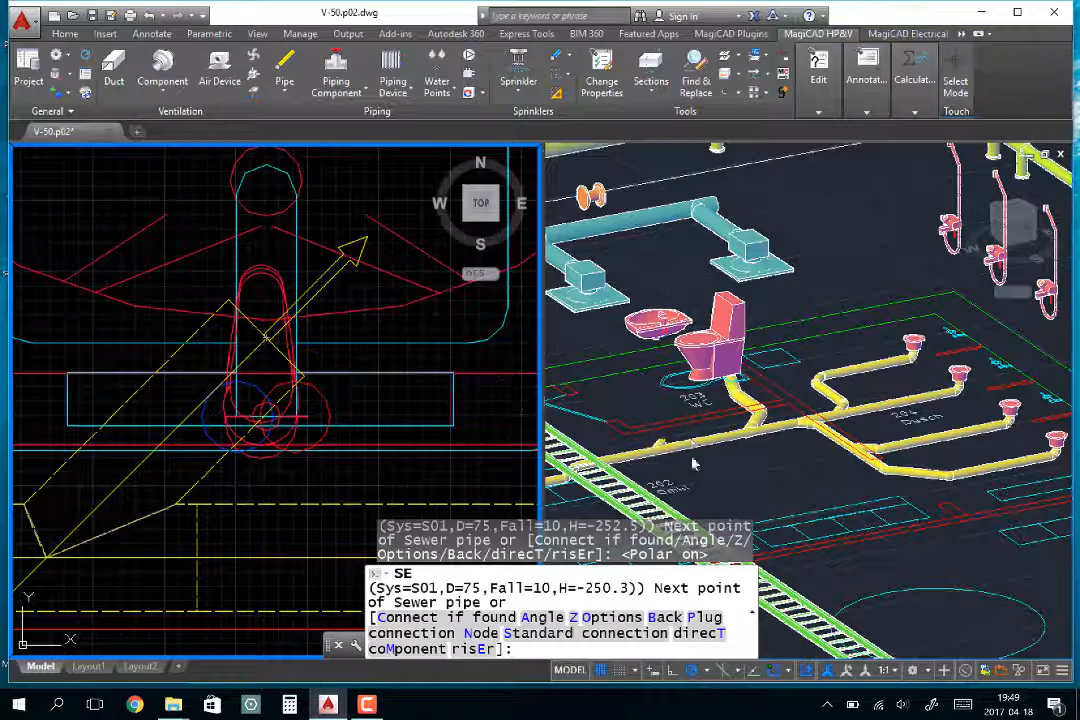 V-50.p02.dwg
Type a keyword or phrase
Sign In
Home Insert Annotate Parametric View Manage Output Add-ins Autodesk 360 Express Tools BIM 360 Featured Apps MagiCAD Plugins MagiCAD HP&V MagiCAD Electrical
Project
Duct
Component
Air Device
Pipe
Piping
Component
Piping
Device
Water
Points
Sprinkler
Change
Properties
Sections
Find &
Replace
Edit
Annotat..
Calculat..
Select
Mode
General
Ventilation
Piping
Sprinklers
Tools
Touch
V-50.p02*
N
W
TOP
E
S
WCS
203
WC
204
Dusch
202
Y
X
(Sys=S01,D=75,Fall=10,H=-252.5)) Next point
of Sewer pipe or [Connect if found/Angle/Z/
Options/Back/direcT/risEr]: <Polar on>
SE
(Sys=S01,D=75,Fall=10,H=-250.3)) Next point
of Sewer pipe or
[Connect if found Angle Z Options Back Plug
connection Node Standard connection direcT
coMponent risEr]:
Model Layout1 Layout2 +
MODEL
1:1
19:49
2017-04-18
1